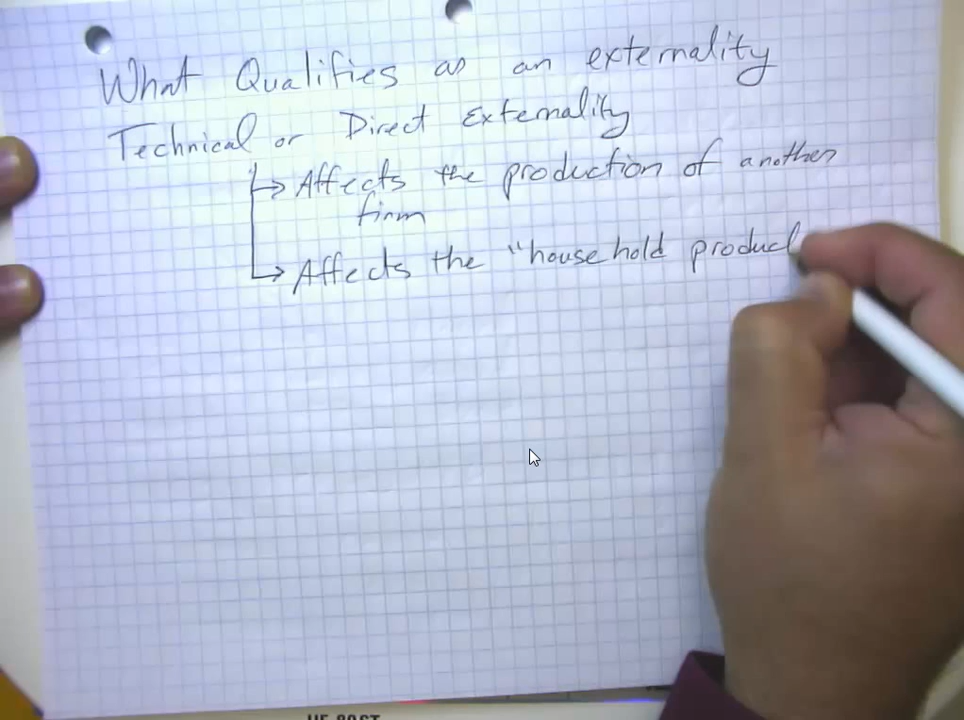 What Qualifies as an externality
Technical or Direct Externality
→ Affects the production of another
firm
→ Affects the "household product